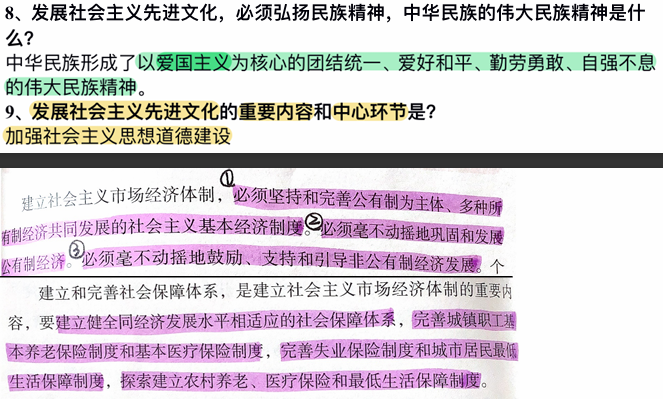 8、发展社会主义先进文化，必须弘扬民族精神，中华民族的伟大民族精神是什
么？
中华民族形成了以爱国主义为核心的团结统一、爱好和平、勤劳勇敢、自强不息
的伟大民族精神。
9、发展社会主义先进文化的重要内容和中心环节是？
加强社会主义思想道德建设
建立社会主义市场经济体制，①必须坚持和完善公有制为主体、多种所
有制经济共同发展的社会主义基本经济制度。②必须毫不动摇地巩固和发展
公有制经济。③必须毫不动摇地鼓励、支持和引导非公有制经济发展。个
建立和完善社会保障体系，是建立社会主义市场经济体制的重要内
容，要建立健全同经济发展水平相适应的社会保障体系，完善城镇职工基
本养老保险制度和基本医疗保险制度，完善失业保险制度和城市居民最低
生活保障制度，探索建立农村养老、医疗保险和最低生活保障制度。